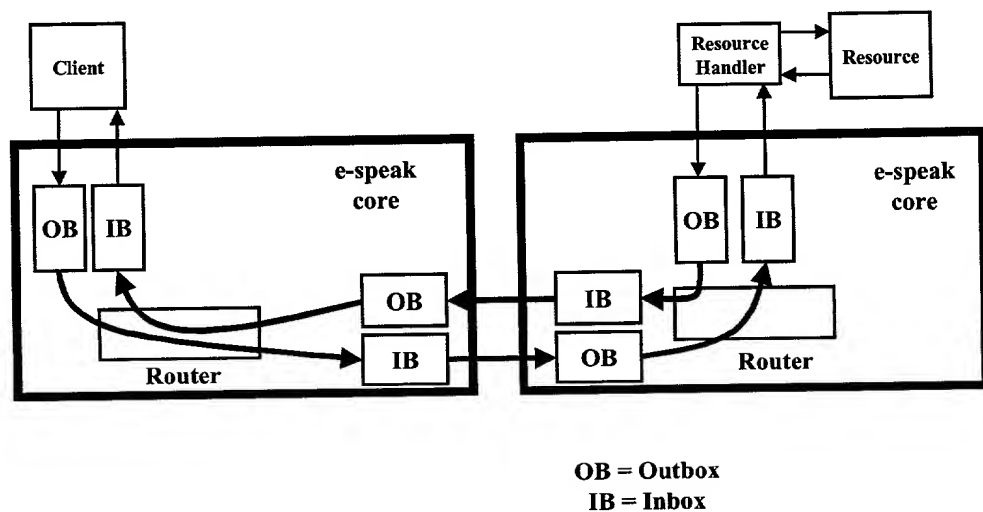 Client
Resource
Handler
Resource
e-speak
core
OB
IB
OB
IB
Router
e-speak
core
OB
IB
IB
OB
Router
OB = Outbox
IB = Inbox